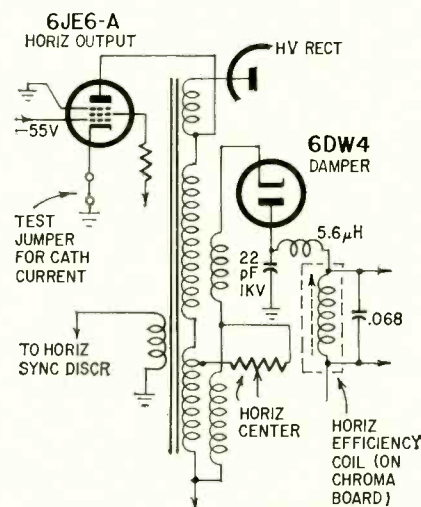 6JE6-A
HORIZ OUTPUT
HV RECT
-55V
6DW4
DAMPER
TEST
JUMPER
FOR CATH
CURRENT
5.6μH
22
pF
1KV
.068
TO HORIZ
SYNC DISCR
HORIZ
CENTER
HORIZ
EFFICIENCY
COIL (ON
CHROMA
BOARD)